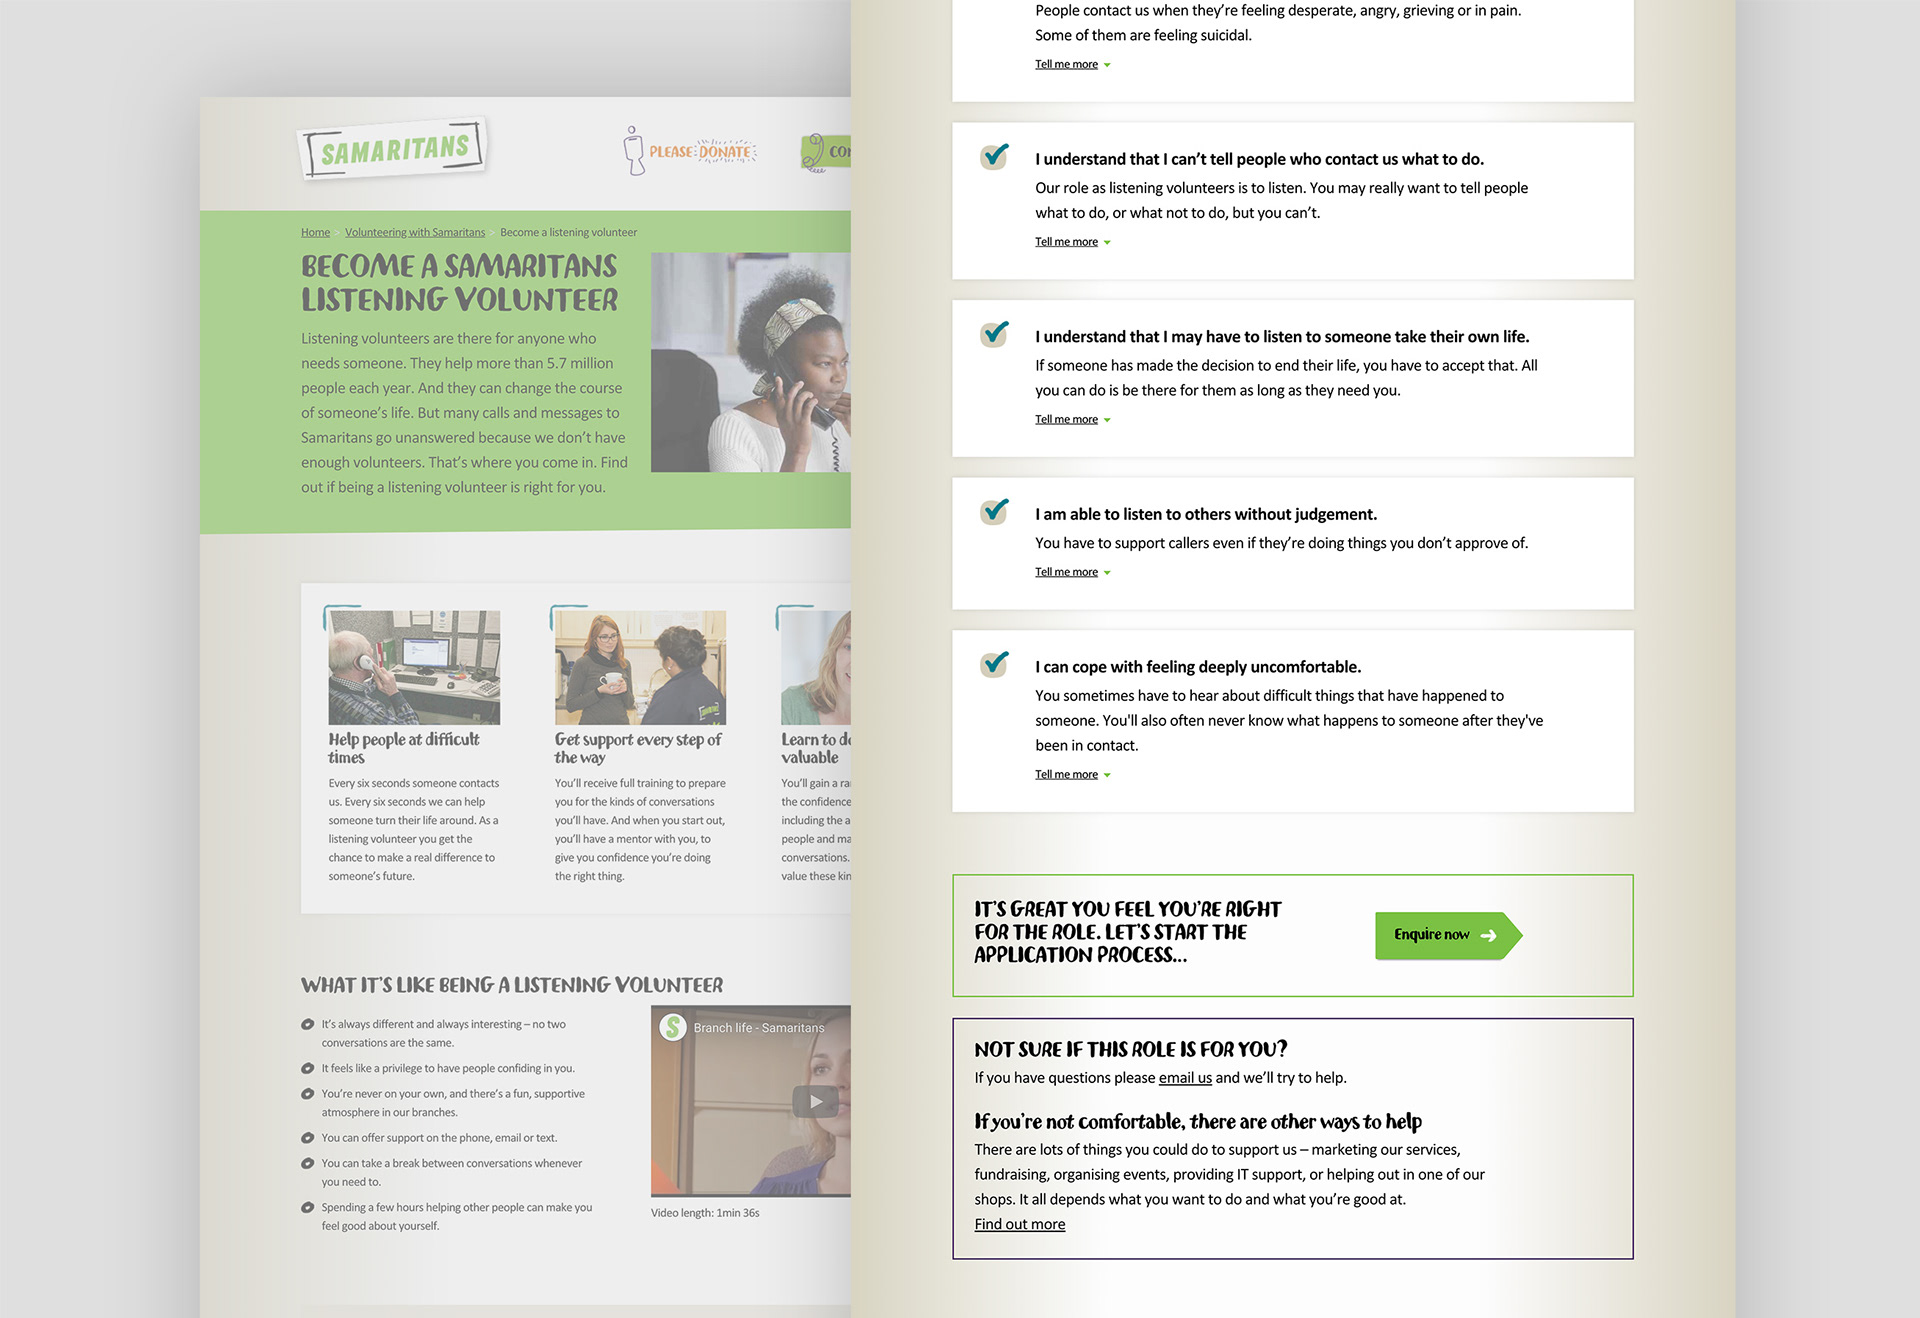 SAMARITANS
PLEASE DONATE
Home > Volunteering with Samaritans > Become a listening volunteer
BECOME A SAMARITANS
LISTENING VOLUNTEER
Listening volunteers are there for anyone who
needs someone. They help more than 5.7 million
people each year. And they can change the course
of someone’s life. But many calls and messages to
Samaritans go unanswered because we don’t have
enough volunteers. That’s where you come in. Find
out if being a listening volunteer is right for you.
Help people at difficult
times
Every six seconds someone contacts
us. Every six seconds we can help
someone turn their life around. As a
listening volunteer you get the
chance to make a real difference to
someone’s future.
Get support every step of
the way
You’ll receive full training to prepare
you for the kinds of conversations
you’ll have. And when you start out,
you’ll have a mentor with you, to
give you confidence you’re doing
the right thing.
Learn to
valuable
You’ll gain a
the confidence
including the
people and
conversations.
value these
WHAT IT’S LIKE BEING A LISTENING VOLUNTEER
It’s always different and always interesting – no two
conversations are the same.
It feels like a privilege to have people confiding in you.
You’re never on your own, and there’s a fun, supportive
atmosphere in our branches.
You can offer support on the phone, email or text.
You can take a break between conversations whenever
you need to.
Spending a few hours helping other people can make you
feel good about yourself.
S
Branch life - Samaritans
Video length: 1min 36s
People contact us when they’re feeling desperate, angry, grieving or in pain.
Some of them are feeling suicidal.
Tell me more
I understand that I can’t tell people who contact us what to do.
Our role as listening volunteers is to listen. You may really want to tell people
what to do, or what not to do, but you can’t.
Tell me more
I understand that I may have to listen to someone take their own life.
If someone has made the decision to end their life, you have to accept that. All
you can do is be there for them as long as they need you.
Tell me more
I am able to listen to others without judgement.
You have to support callers even if they’re doing things you don’t approve of.
Tell me more
I can cope with feeling deeply uncomfortable.
You sometimes have to hear about difficult things that have happened to
someone. You'll also often never know what happens to someone after they've
been in contact.
Tell me more
IT’S GREAT YOU FEEL YOU’RE RIGHT
FOR THE ROLE. LET’S START THE
APPLICATION PROCESS...
Enquire now
NOT SURE IF THIS ROLE IS FOR YOU?
If you have questions please email us and we’ll try to help.
If you’re not comfortable, there are other ways to help
There are lots of things you could do to support us – marketing our services,
fundraising, organising events, providing IT support, or helping out in one of our
shops. It all depends what you want to do and what you’re good at.
Find out more